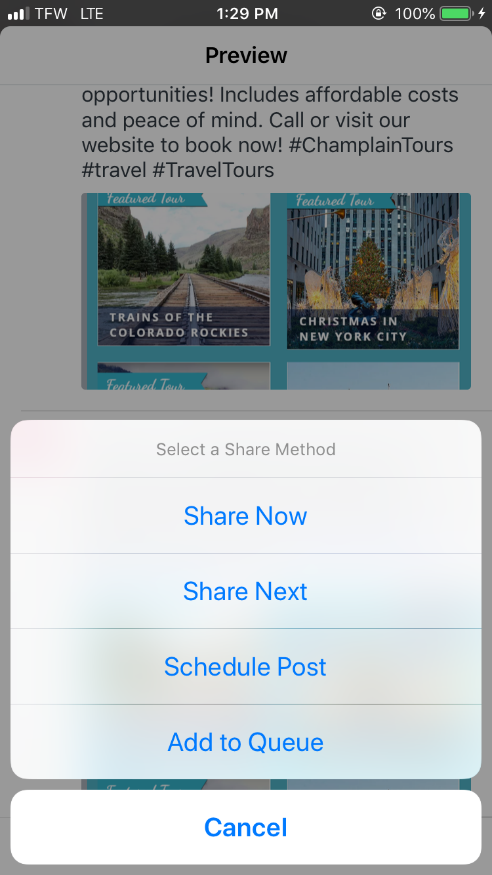 TFW LTE 1:29 PM 100%
Preview
opportunities! Includes affordable costs
and peace of mind. Call or visit our
website to book now! #ChamplainTours
#travel #TravelTours
Featured Tour
Featured Tour
TRAINS OF THE
COLORADO ROCKIES
CHRISTMAS IN
NEW YORK CITY
Featured Tour
Select a Share Method
Share Now
Share Next
Schedule Post
Add to Queue
Featured Tour
Cancel